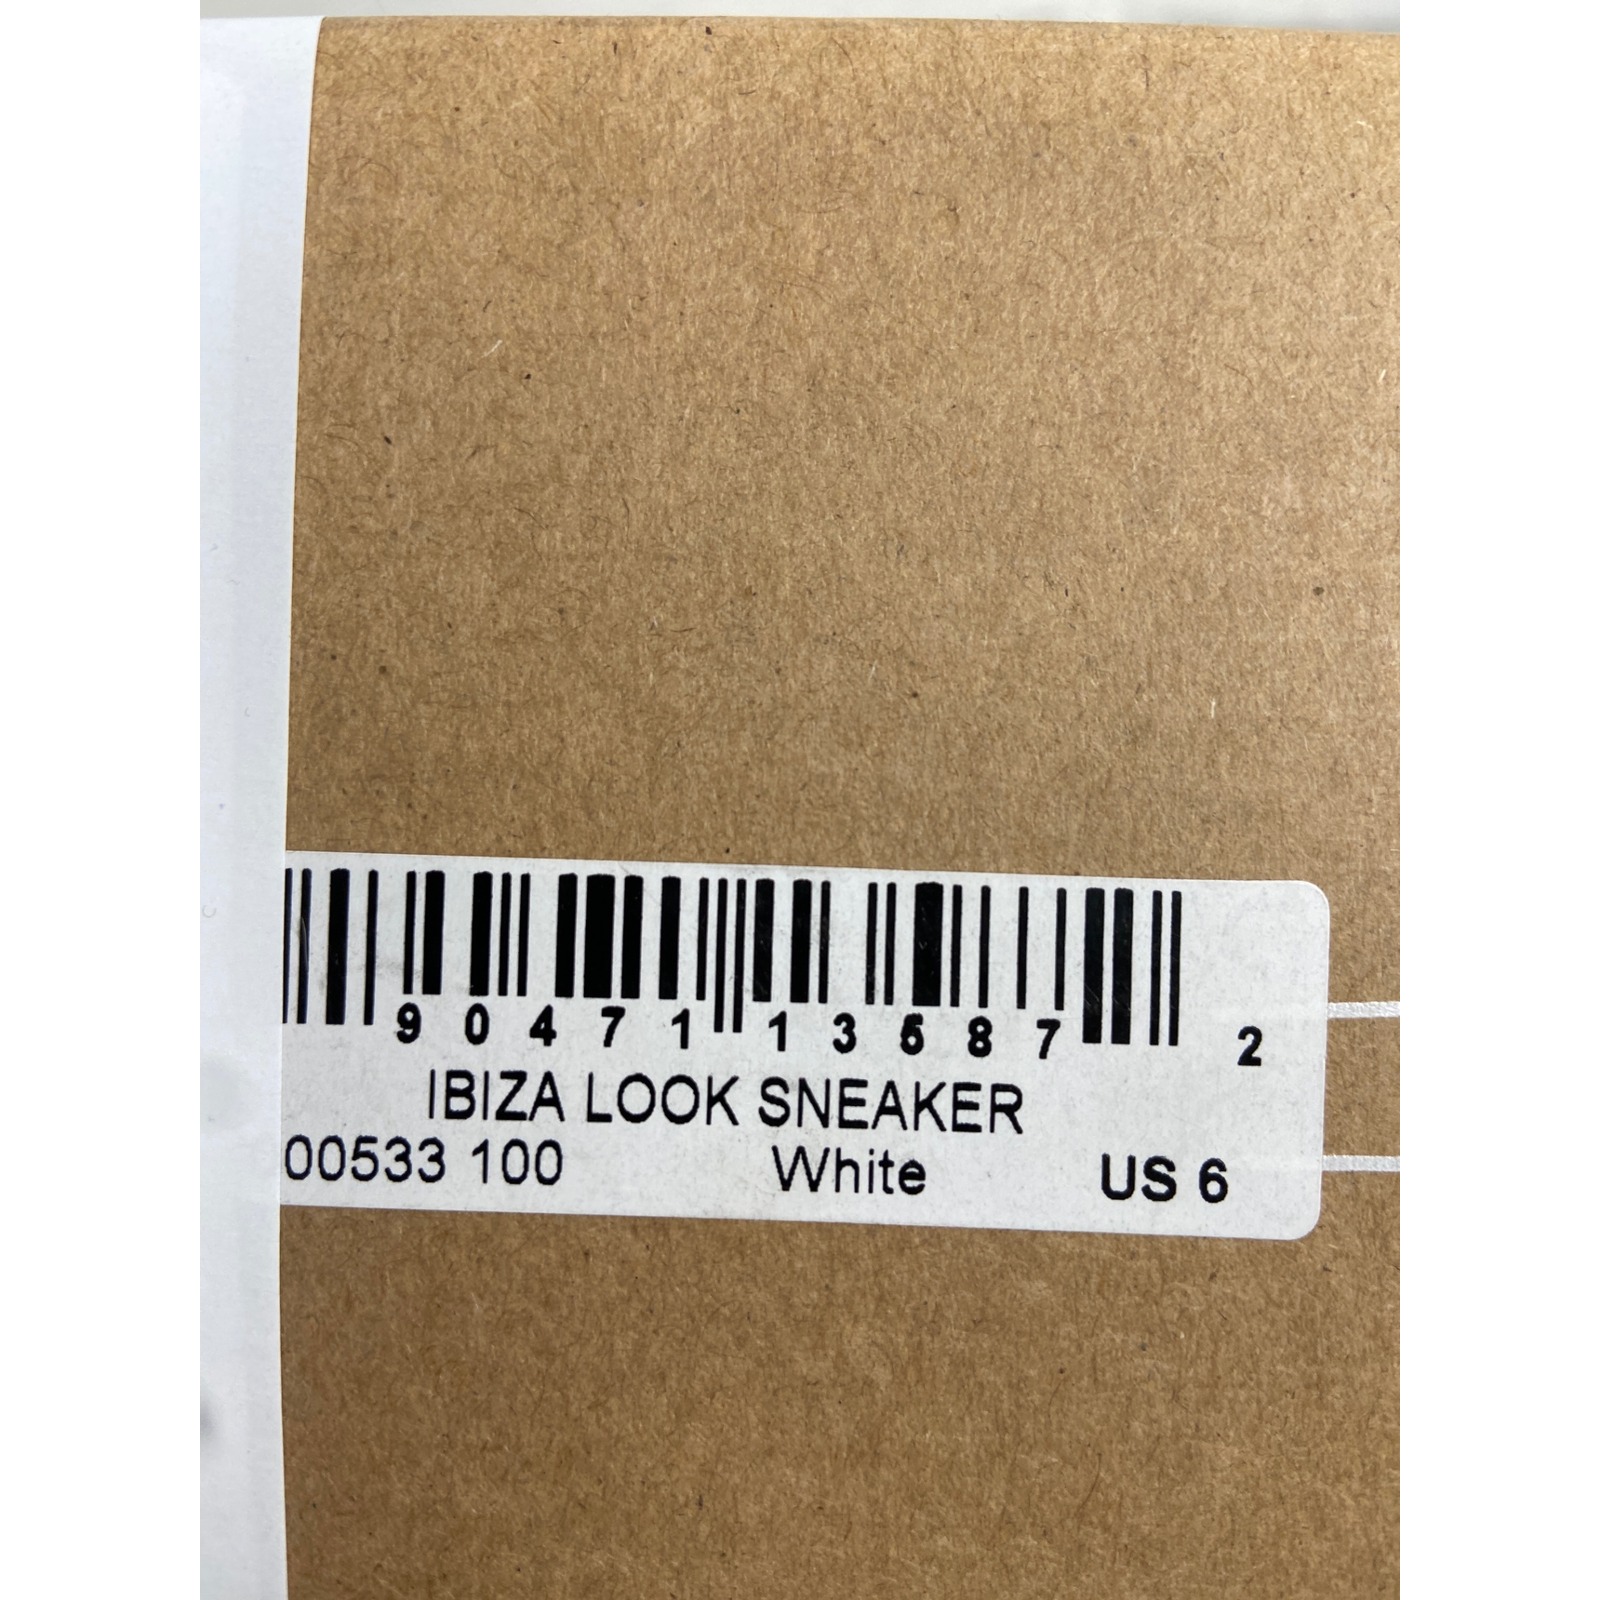 9 0 4 7 1 1 3 5 8 7 2
IBIZA LOOK SNEAKER
00533 100 White US 6